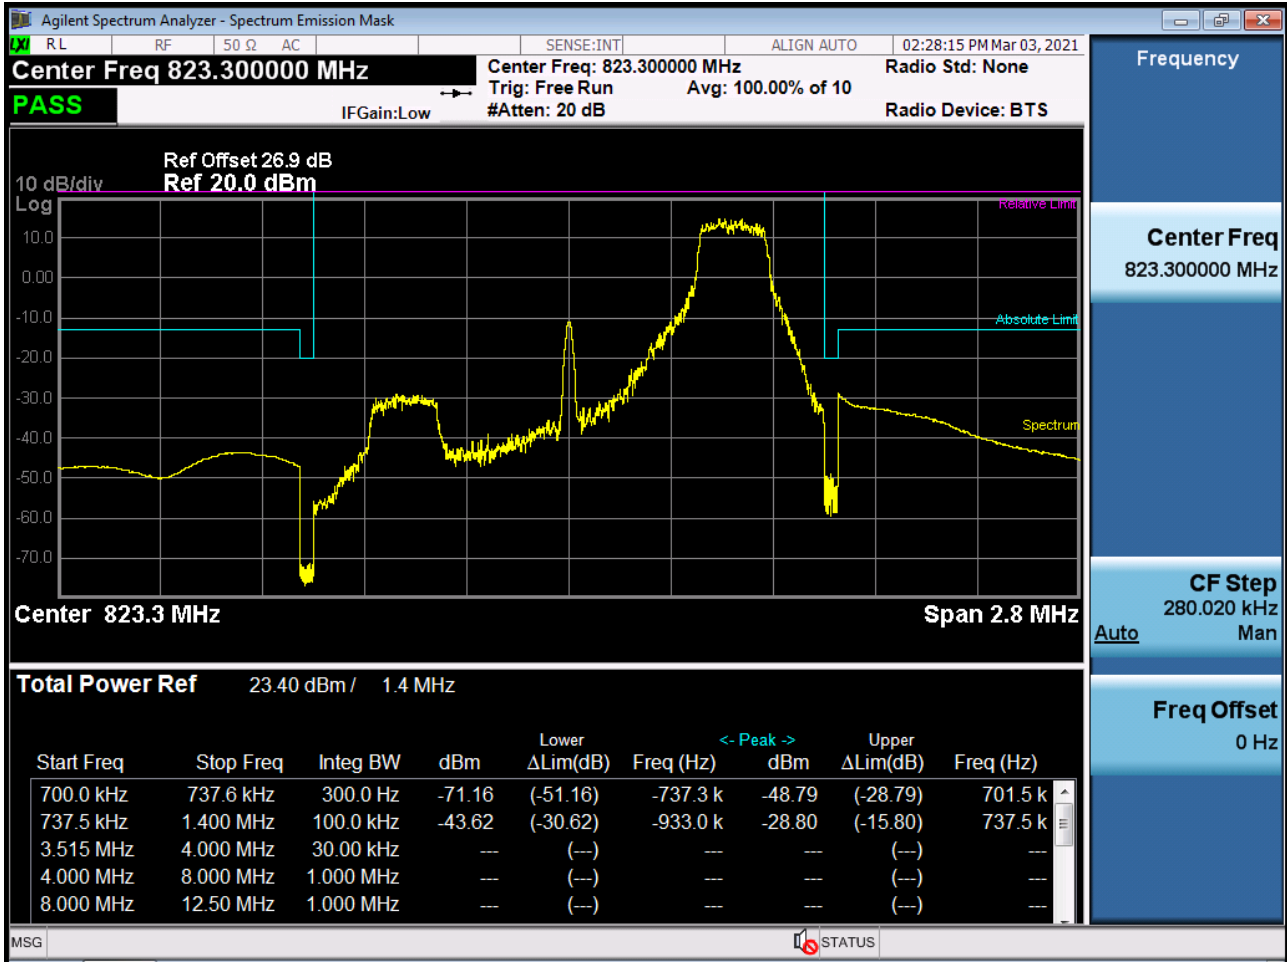 Agilent Spectrum Analyzer - Spectrum Emission Mask
LXI RL RF 50 Ω AC SENSE:INT ALIGN AUTO 02:28:15 PM Mar 03, 2021
Center Freq 823.300000 MHz
Center Freq: 823.300000 MHz Radio Std: None
Trig: Free Run Avg: 100.00% of 10
PASS IFGain:Low #Atten: 20 dB Radio Device: BTS
Ref Offset 26.9 dB
10 dB/div Ref 20.0 dBm
Log
Relative Limit
10.0
0.00
-10.0
Absolute Limit
-20.0
-30.0
Spectrum
-40.0
-50.0
-60.0
-70.0
Center 823.3 MHz Span 2.8 MHz
Total Power Ref 23.40 dBm / 1.4 MHz
Lower <- Peak -> Upper
Start Freq Stop Freq Integ BW dBm ΔLim(dB) Freq (Hz) dBm ΔLim(dB) Freq (Hz)
700.0 kHz 737.6 kHz 300.0 Hz -71.16 (-51.16) -737.3 k -48.79 (-28.79) 701.5 k
737.5 kHz 1.400 MHz 100.0 kHz -43.62 (-30.62) -933.0 k -28.80 (-15.80) 737.5 k
3.515 MHz 4.000 MHz 30.00 kHz --- (---) --- --- (---) ---
4.000 MHz 8.000 MHz 1.000 MHz --- (---) --- --- (---) ---
8.000 MHz 12.50 MHz 1.000 MHz --- (---) --- --- (---) ---
MSG STATUS
Frequency
Center Freq
823.300000 MHz
CF Step
280.020 kHz
Auto Man
Freq Offset
0 Hz